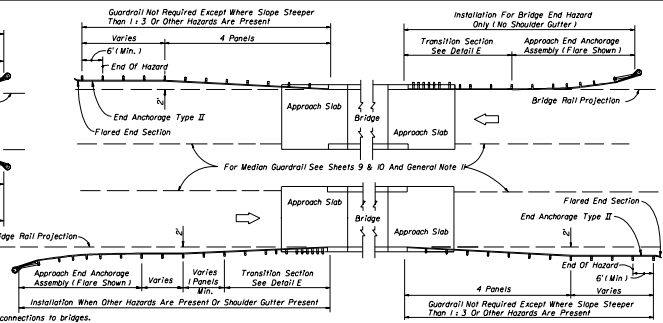 Guardrail Not Required Except Where Slope Steeper
Than 1:3 Or Other Hazards Are Present
Varies
4 Panels
6' (Min.)
End Of Hazard
2'
End Anchorage Type II
Flared End Section
Installation For Bridge End Hazard
Only (No Shoulder Gutter)
Transition Section
See Detail E
Approach End Anchorage
Assembly (Flare Shown)
Bridge Rail Projection
Approach Slab
Bridge
Approach Slab
For Median Guardrail See Sheets 9 & 10 And General Note 11
Approach Slab
Bridge
Approach Slab
Flared End Section
End Anchorage Type II
2'
2'
End Of Hazard
6' (Min)
idge Rail Projection
Approach End Anchorage
Assembly (Flare Shown)
Varies
Varies
1 Panels
Min.
Transition Section
See Detail E
Installation When Other Hazards Are Present Or Shoulder Gutter Present
4 Panels
Varies
Guardrail Not Required Except Where Slope Steeper
Than 1:3 Or Other Hazards Are Present
connections to bridges.